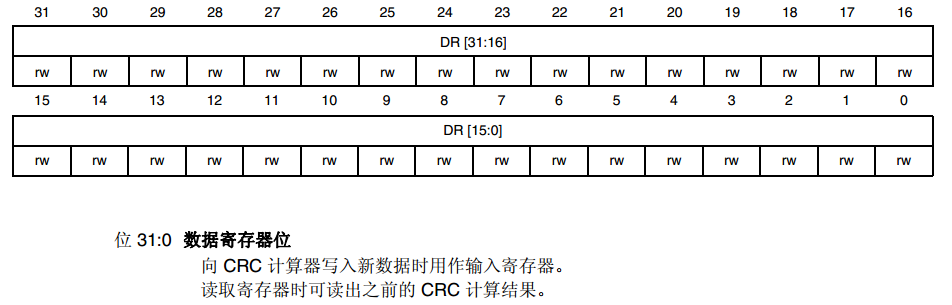 31 30 29 28 27 26 25 24 23 22 21 20 19 18 17 16
DR [31:16]
rw rw rw rw rw rw rw rw rw rw rw rw rw rw rw rw
15 14 13 12 11 10 9 8 7 6 5 4 3 2 1 0
DR [15:0]
rw rw rw rw rw rw rw rw rw rw rw rw rw rw rw rw
位 31:0 数据寄存器位
向 CRC 计算器写入新数据时用作输入寄存器。
读取寄存器时可读出之前的 CRC 计算结果。